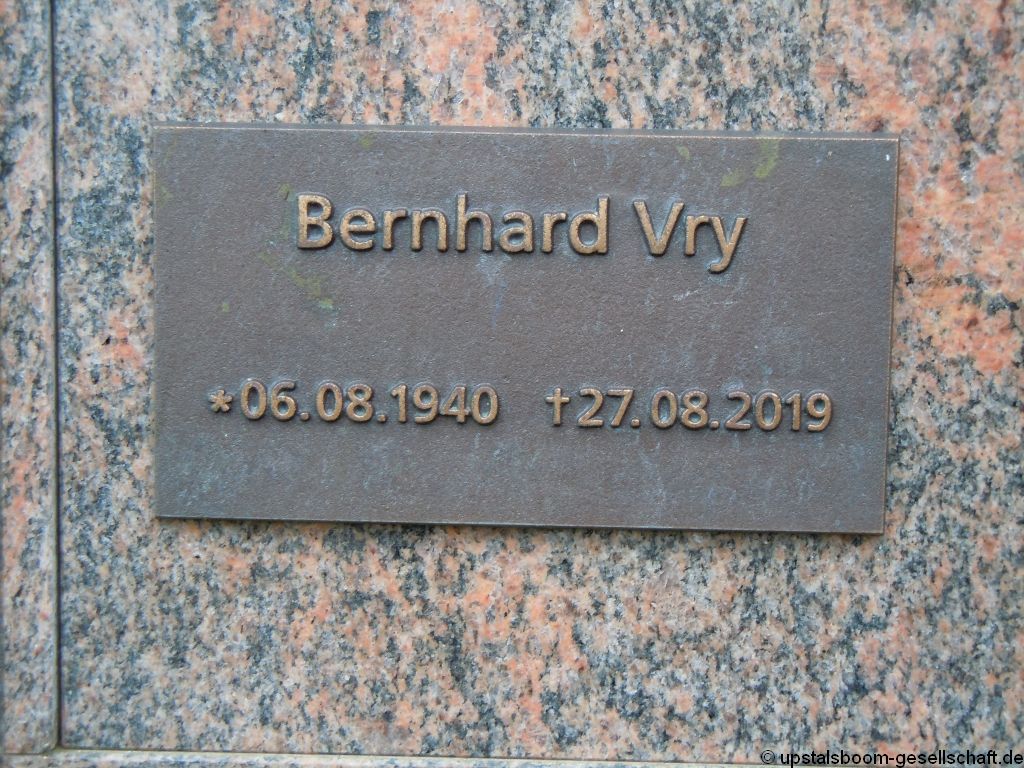 Bernhard Vry
*06.08.1940 †27.08.2019
© upstalsboom-gesellschaft.de